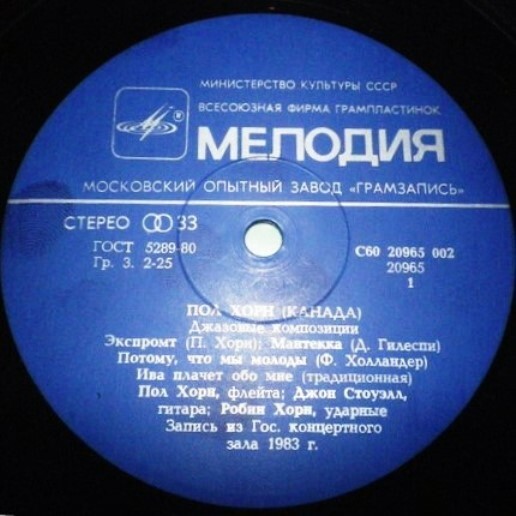 МИНИСТЕРСТВО КУЛЬТУРЫ СССР
ВСЕСОЮЗНАЯ ФИРМА ГРАМПЛАСТИНОК
МЕЛОДИЯ
МОСКОВСКИЙ ОПЫТНЫЙ ЗАВОД «ГРАМЗАПИСЬ»
СТЕРЕО 33
ГОСТ 5289-80
Гр. 3. 2-25
С60 20965 002
20965
1
ПОЛ ХОРН (КАНАДА)
Джазовые композиции
Экспромт (П. Хорн); Мантекка (Д. Гилеспи)
Потому, что мы молоды (Ф. Холландер)
Ива плачет обо мне (традиционная)
Пол Хорн, флейта; Джон Стоуэлл,
гитара; Робин Хорн, ударные
Запись из Гос. концертного
зала 1983 г.